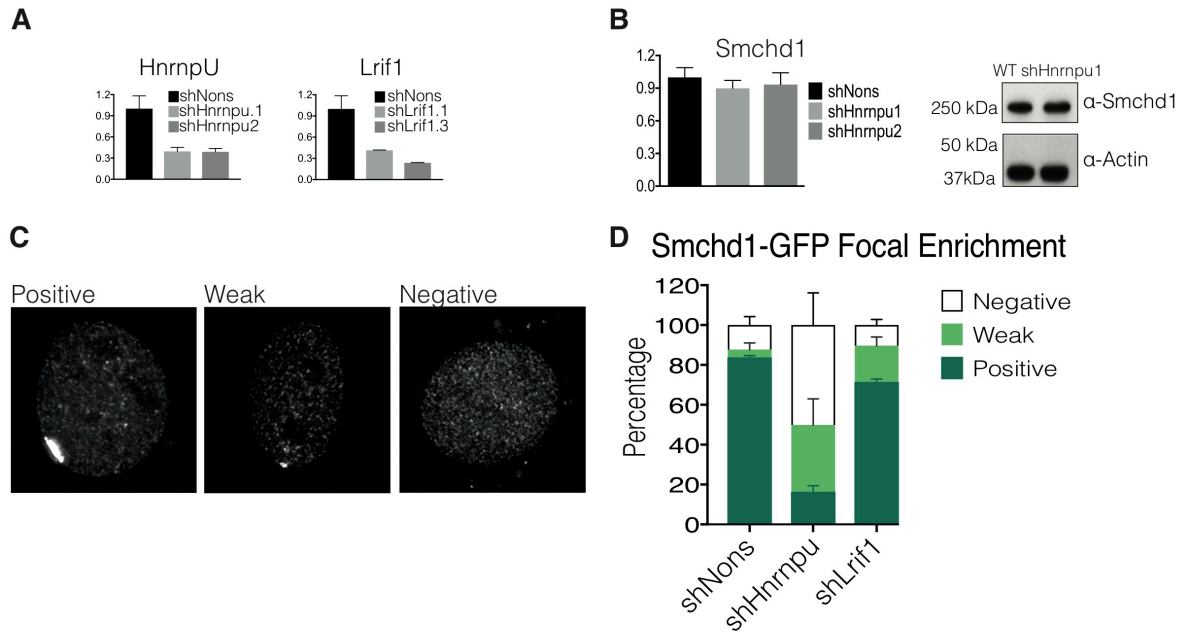 A
HnrnpU
1.2
0.9
0.6
0.3
0.0
shNons
shHnrnpu.1
shHnrnpu2
Lrif1
1.2
0.9
0.6
0.3
0.0
shNons
shLrif1.1
shLrif1.3
B
Smchd1
1.2
0.9
0.6
0.3
0.0
shNons
shHnrnpu1
shHnrnpu2
WT shHnrnpu1
250 kDa
α-Smchd1
50 kDa
37kDa
α-Actin
C
Positive
Weak
Negative
D
Smchd1-GFP Focal Enrichment
Percentage
120
100
80
60
40
20
0
shNons
shHnrnpu
shLrif1
Negative
Weak
Positive